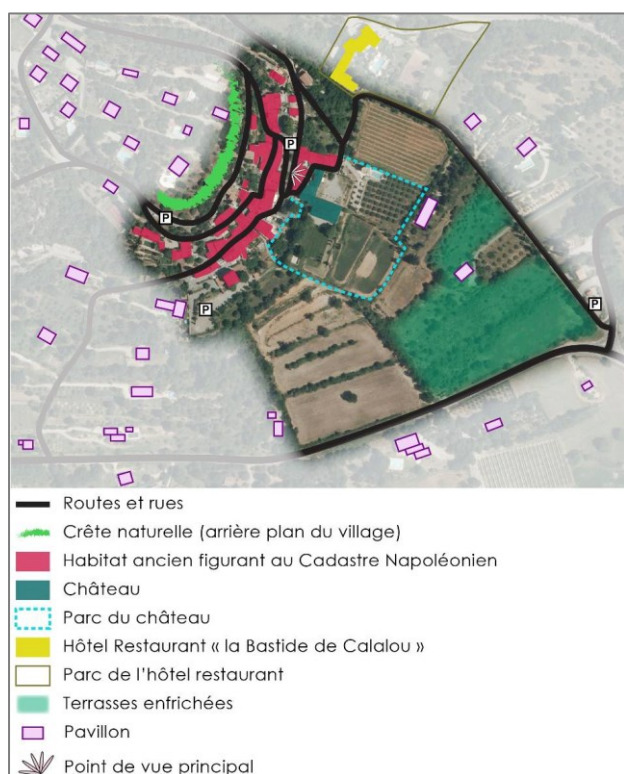 P
P
P
P
Routes et rues
Crête naturelle (arrière plan du village)
Habitat ancien figurant au Cadastre Napoléonien
Château
Parc du château
Hôtel Restaurant « la Bastide de Calalou »
Parc de l'hôtel restaurant
Terrasses enfrichées
Pavillon
Point de vue principal